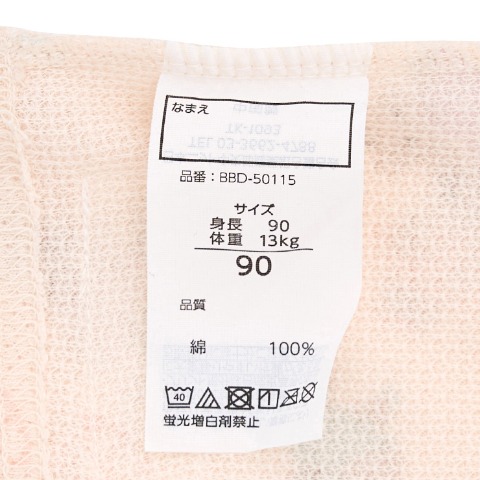 なまえ
品番：BBD-50115
サイズ
身長 90
体重 13kg
90
品質
綿 100%
40
蛍光増白剤禁止